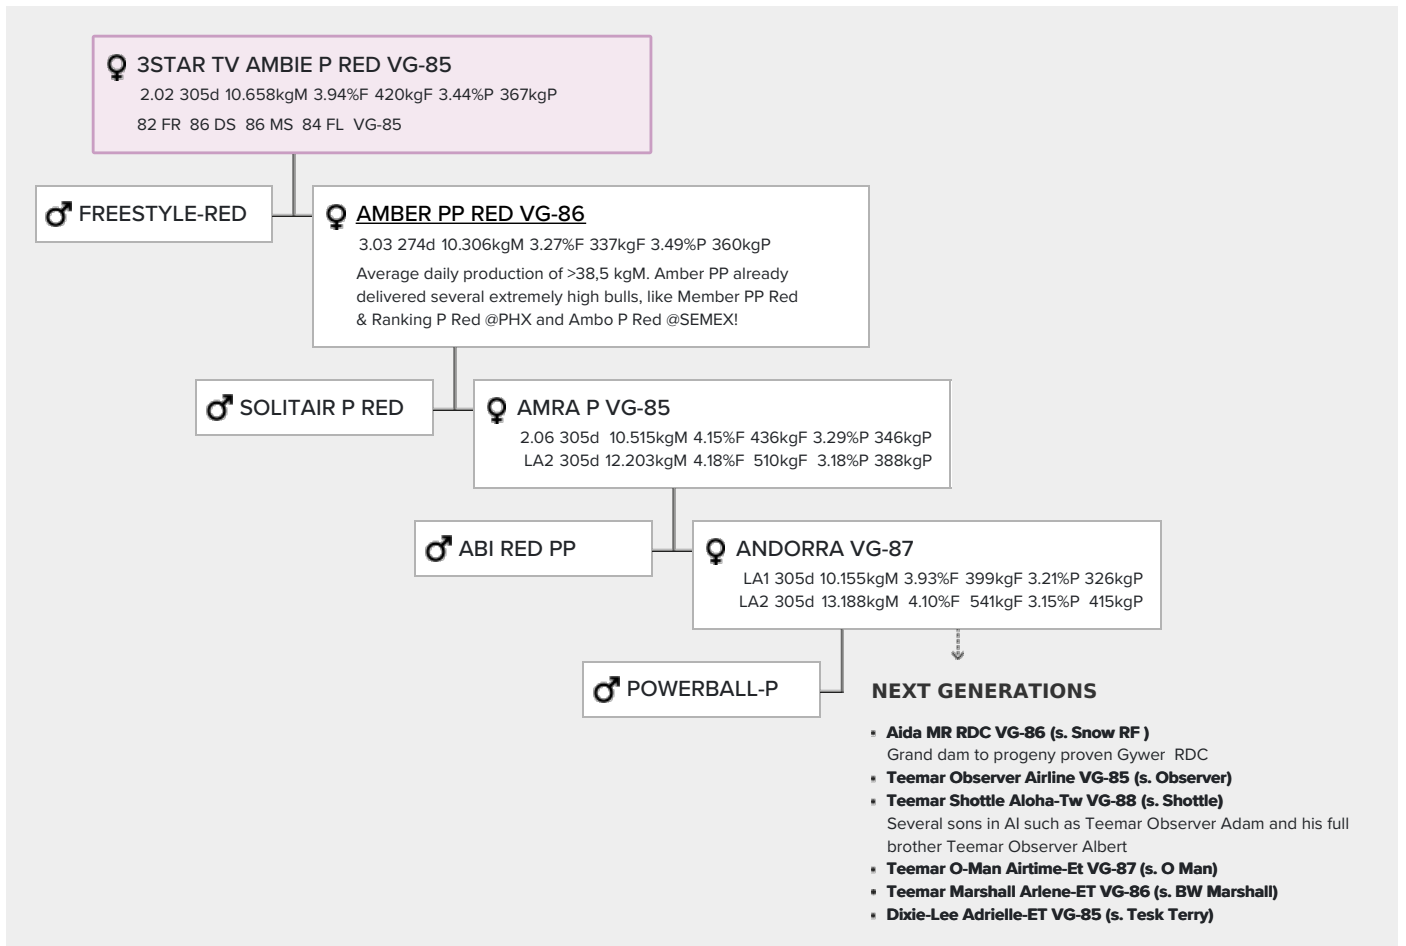 3STAR TV AMBIE P RED VG-85
2.02 305d 10.658kgM 3.94%F 420kgF 3.44%P 367kgP
82 FR 86 DS 86 MS 84 FL VG-85
FREESTYLE-RED
AMBER PP RED VG-86
3.03 274d 10.306kgM 3.27%F 337kgF 3.49%P 360kgP
Average daily production of >38,5 kgM. Amber PP already
delivered several extremely high bulls, like Member PP Red
& Ranking P Red @PHX and Ambo P Red @SEMEX!
SOLITAIR P RED
AMRA P VG-85
2.06 305d 10.515kgM 4.15%F 436kgF 3.29%P 346kgP
LA2 305d 12.203kgM 4.18%F 510kgF 3.18%P 388kgP
ABI RED PP
ANDORRA VG-87
LA1 305d 10.155kgM 3.93%F 399kgF 3.21%P 326kgP
LA2 305d 13.188kgM 4.10%F 541kgF 3.15%P 415kgP
POWERBALL-P
NEXT GENERATIONS
Aida MR RDC VG-86 (s. Snow RF )
Grand dam to progeny proven Gywer RDC
Teemar Observer Airline VG-85 (s. Observer)
Teemar Shottle Aloha-Tw VG-88 (s. Shottle)
Several sons in AI such as Teemar Observer Adam and his full
brother Teemar Observer Albert
Teemar O-Man Airtime-Et VG-87 (s. O Man)
Teemar Marshall Arlene-ET VG-86 (s. BW Marshall)
Dixie-Lee Adrielle-ET VG-85 (s. Tesk Terry)